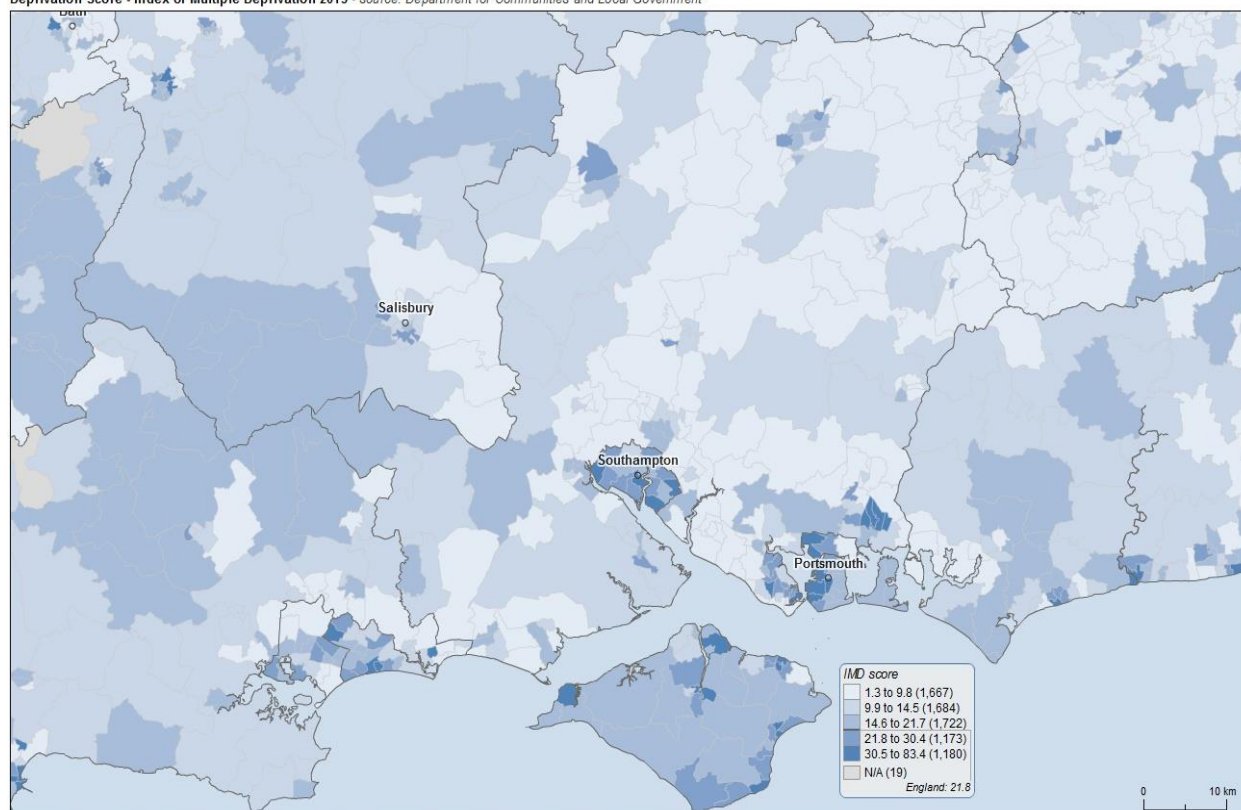 Deprivation Score - Index of Multiple Deprivation 2015 - source: Department for Communities and Local Government
Bath
Salisbury
Southampton
Portsmouth
IMD score
1.3 to 9.8 (1,667)
9.9 to 14.5 (1,684)
14.6 to 21.7 (1,722)
21.8 to 30.4 (1,173)
30.5 to 83.4 (1,180)
N/A (19)
England: 21.8
0 10 km